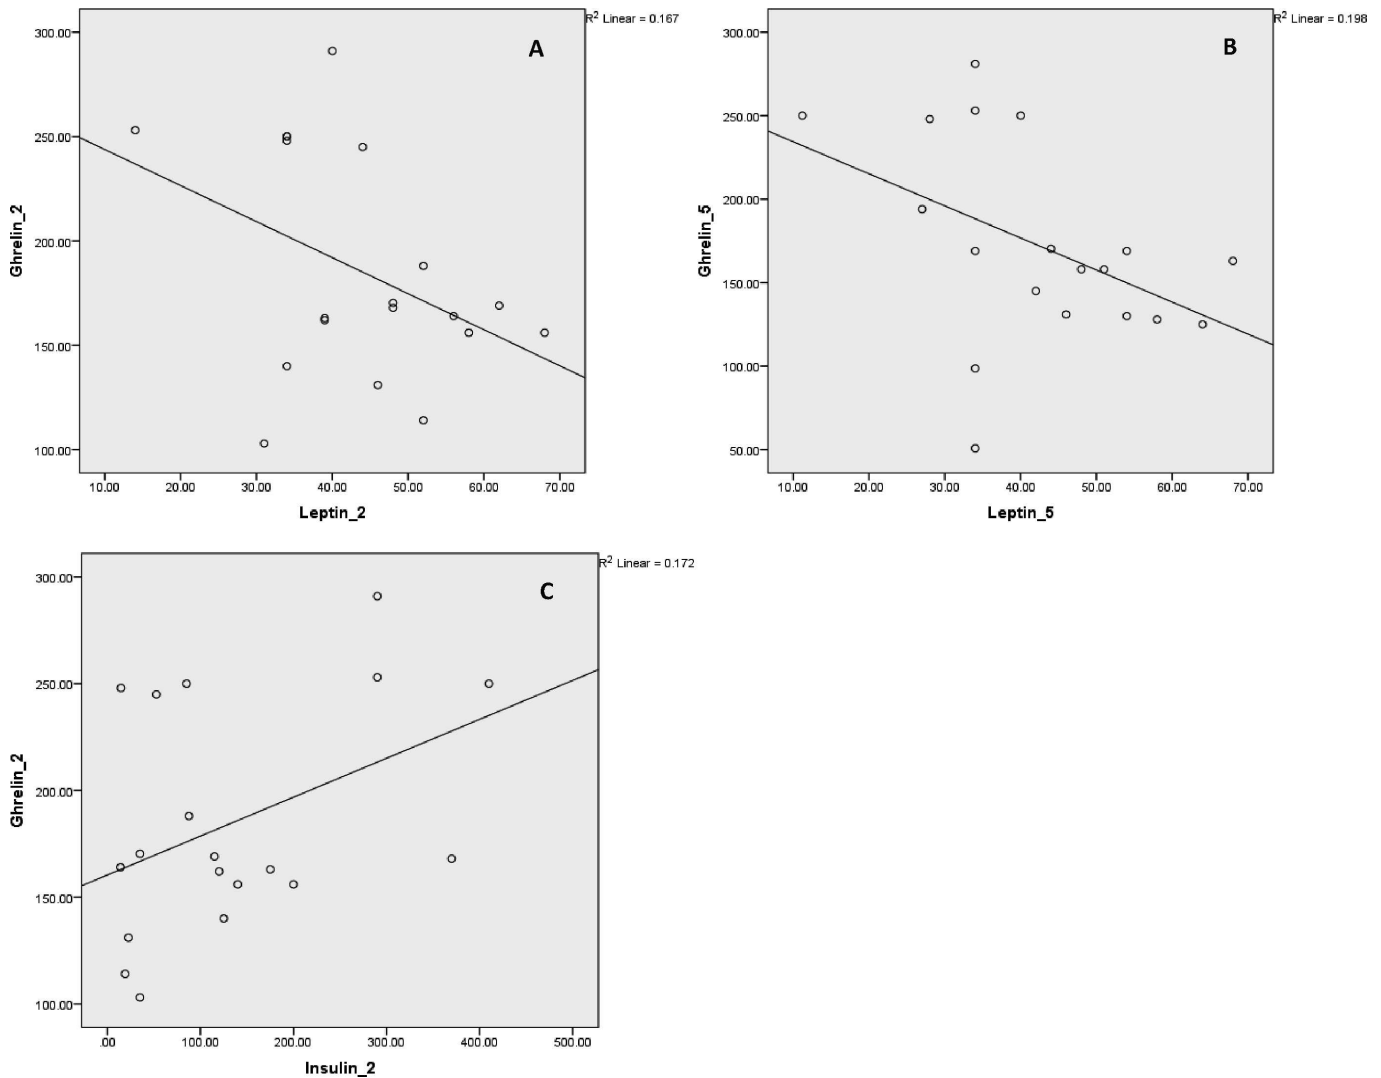 R² Linear = 0.167
A
300.00
250.00
200.00
150.00
100.00
Ghrelin_2
10.00 20.00 30.00 40.00 50.00 60.00 70.00
Leptin_2
R² Linear = 0.198
B
300.00
250.00
200.00
150.00
100.00
50.00
Ghrelin_5
10.00 20.00 30.00 40.00 50.00 60.00 70.00
Leptin_5
R² Linear = 0.172
C
300.00
250.00
200.00
150.00
100.00
Ghrelin_2
.00 100.00 200.00 300.00 400.00 500.00
Insulin_2